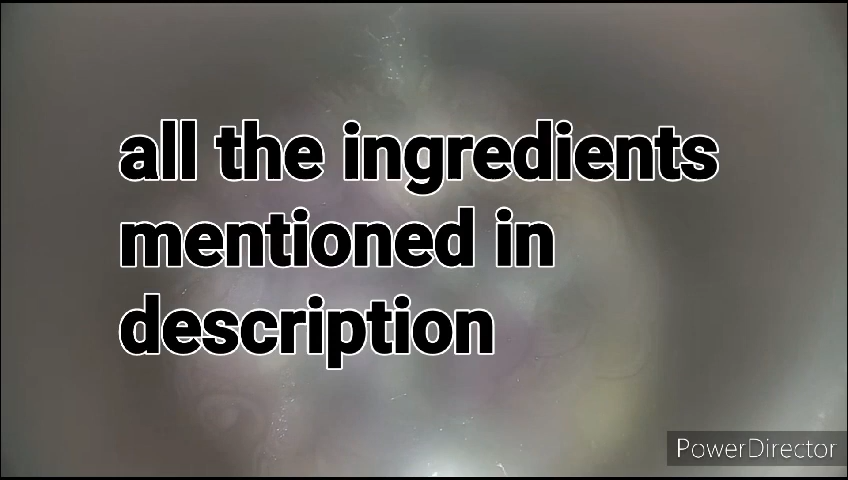 all the ingredients
mentioned in
description
PowerDirector